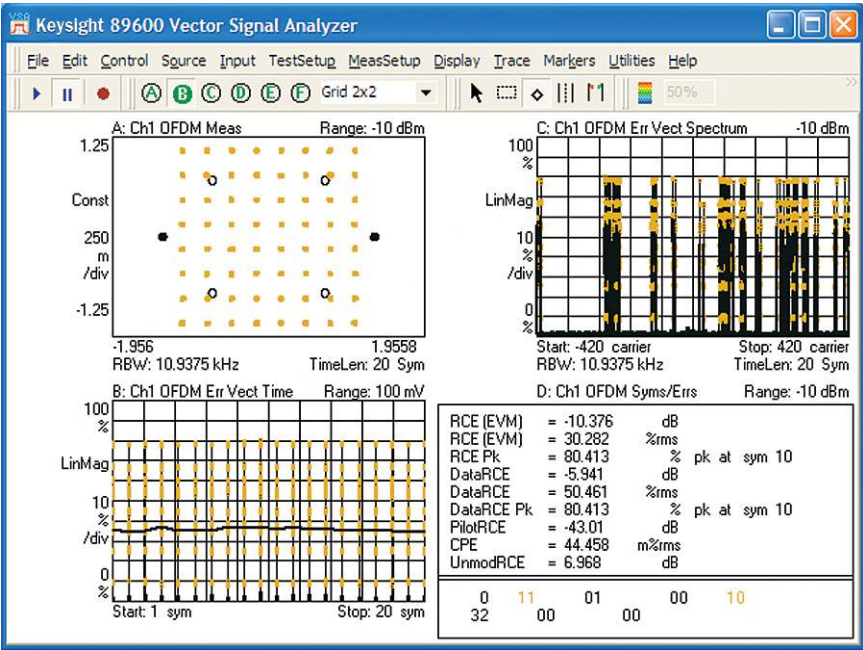 Keysight 89600 Vector Signal Analyzer
File Edit Control Source Input TestSetup MeasSetup Display Trace Markers Utilities Help
A B C D E F Grid 2x2 50%
A: Ch1 OFDM Meas Range: -10 dBm
1.25
Const
250
m
/div
-1.25
-1.956 1.9558
RBW: 10.9375 kHz TimeLen: 20 Sym
C: Ch1 OFDM Err Vect Spectrum -10 dBm
100
%
LinMag
10
%
/div
0
%
Start: -420 carrier Stop: 420 carrier
RBW: 10.9375 kHz TimeLen: 20 Sym
B: Ch1 OFDM Err Vect Time Range: 100 mV
100
%
LinMag
10
%
/div
0
%
Start: 1 sym Stop: 20 sym
D: Ch1 OFDM Syms/Errs Range: -10 dBm
RCE (EVM) = -10.376 dB
RCE (EVM) = 30.282 %rms
RCE Pk = 80.413 % pk at sym 10
DataRCE = -5.941 dB
DataRCE = 50.461 %rms
DataRCE Pk = 80.413 % pk at sym 10
PilotRCE = -43.01 dB
CPE = 44.458 m%rms
UnmodRCE = 6.968 dB
0 11 01 00 10
32 00 00